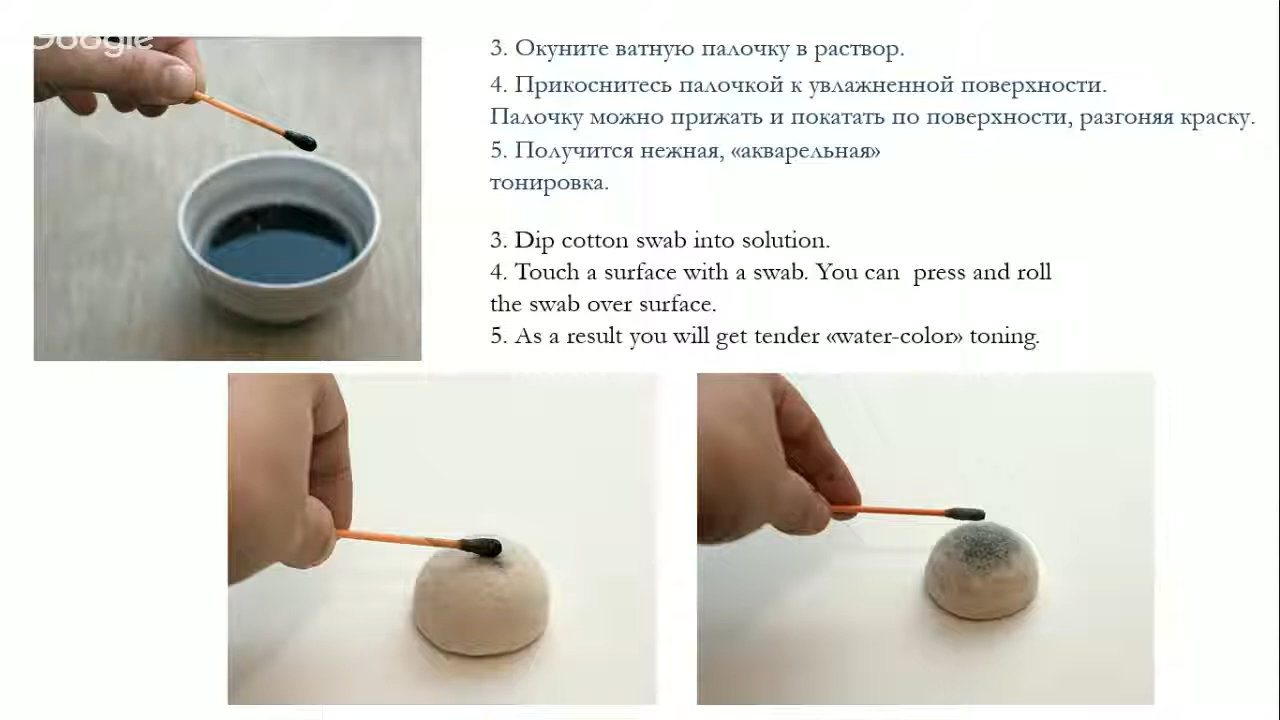 Google
3. Окуните ватную палочку в раствор.
4. Прикоснитесь палочкой к увлажненной поверхности.
Палочку можно прижать и покатать по поверхности, разгоняя краску.
5. Получится нежная, «акварельная»
тонировка.
3. Dip cotton swab into solution.
4. Touch a surface with a swab. You can  press and roll
the swab over surface.
5. As a result you will get tender «water-color» toning.